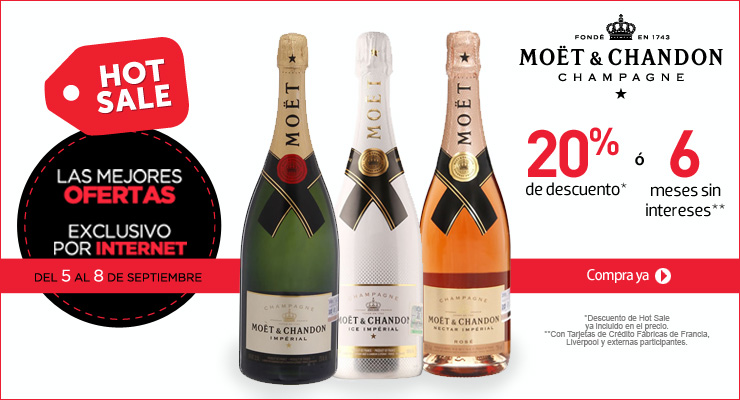 HOT
SALE
LAS MEJORES
OFERTAS
EXCLUSIVO
POR INTERNET
DEL 5 AL 8 DE SEPTIEMBRE
MOËT
CHAMPAGNE
MOËT & CHANDON
IMPÉRIAL
MOËT
CHAMPAGNE
MOËT & CHANDON
ICE IMPÉRIAL
MOËT
CHAMPAGNE
MOËT & CHANDON
NECTAR IMPÉRIAL
ROSÉ
FONDÉ EN 1743
MOËT & CHANDON
CHAMPAGNE
20% ó 6
de descuento* meses sin
intereses**
Compra ya
*Descuento de Hot Sale
ya incluido en el precio.
**Con Tarjetas de Crédito Fábricas de Francia,
Liverpool y externas participantes.